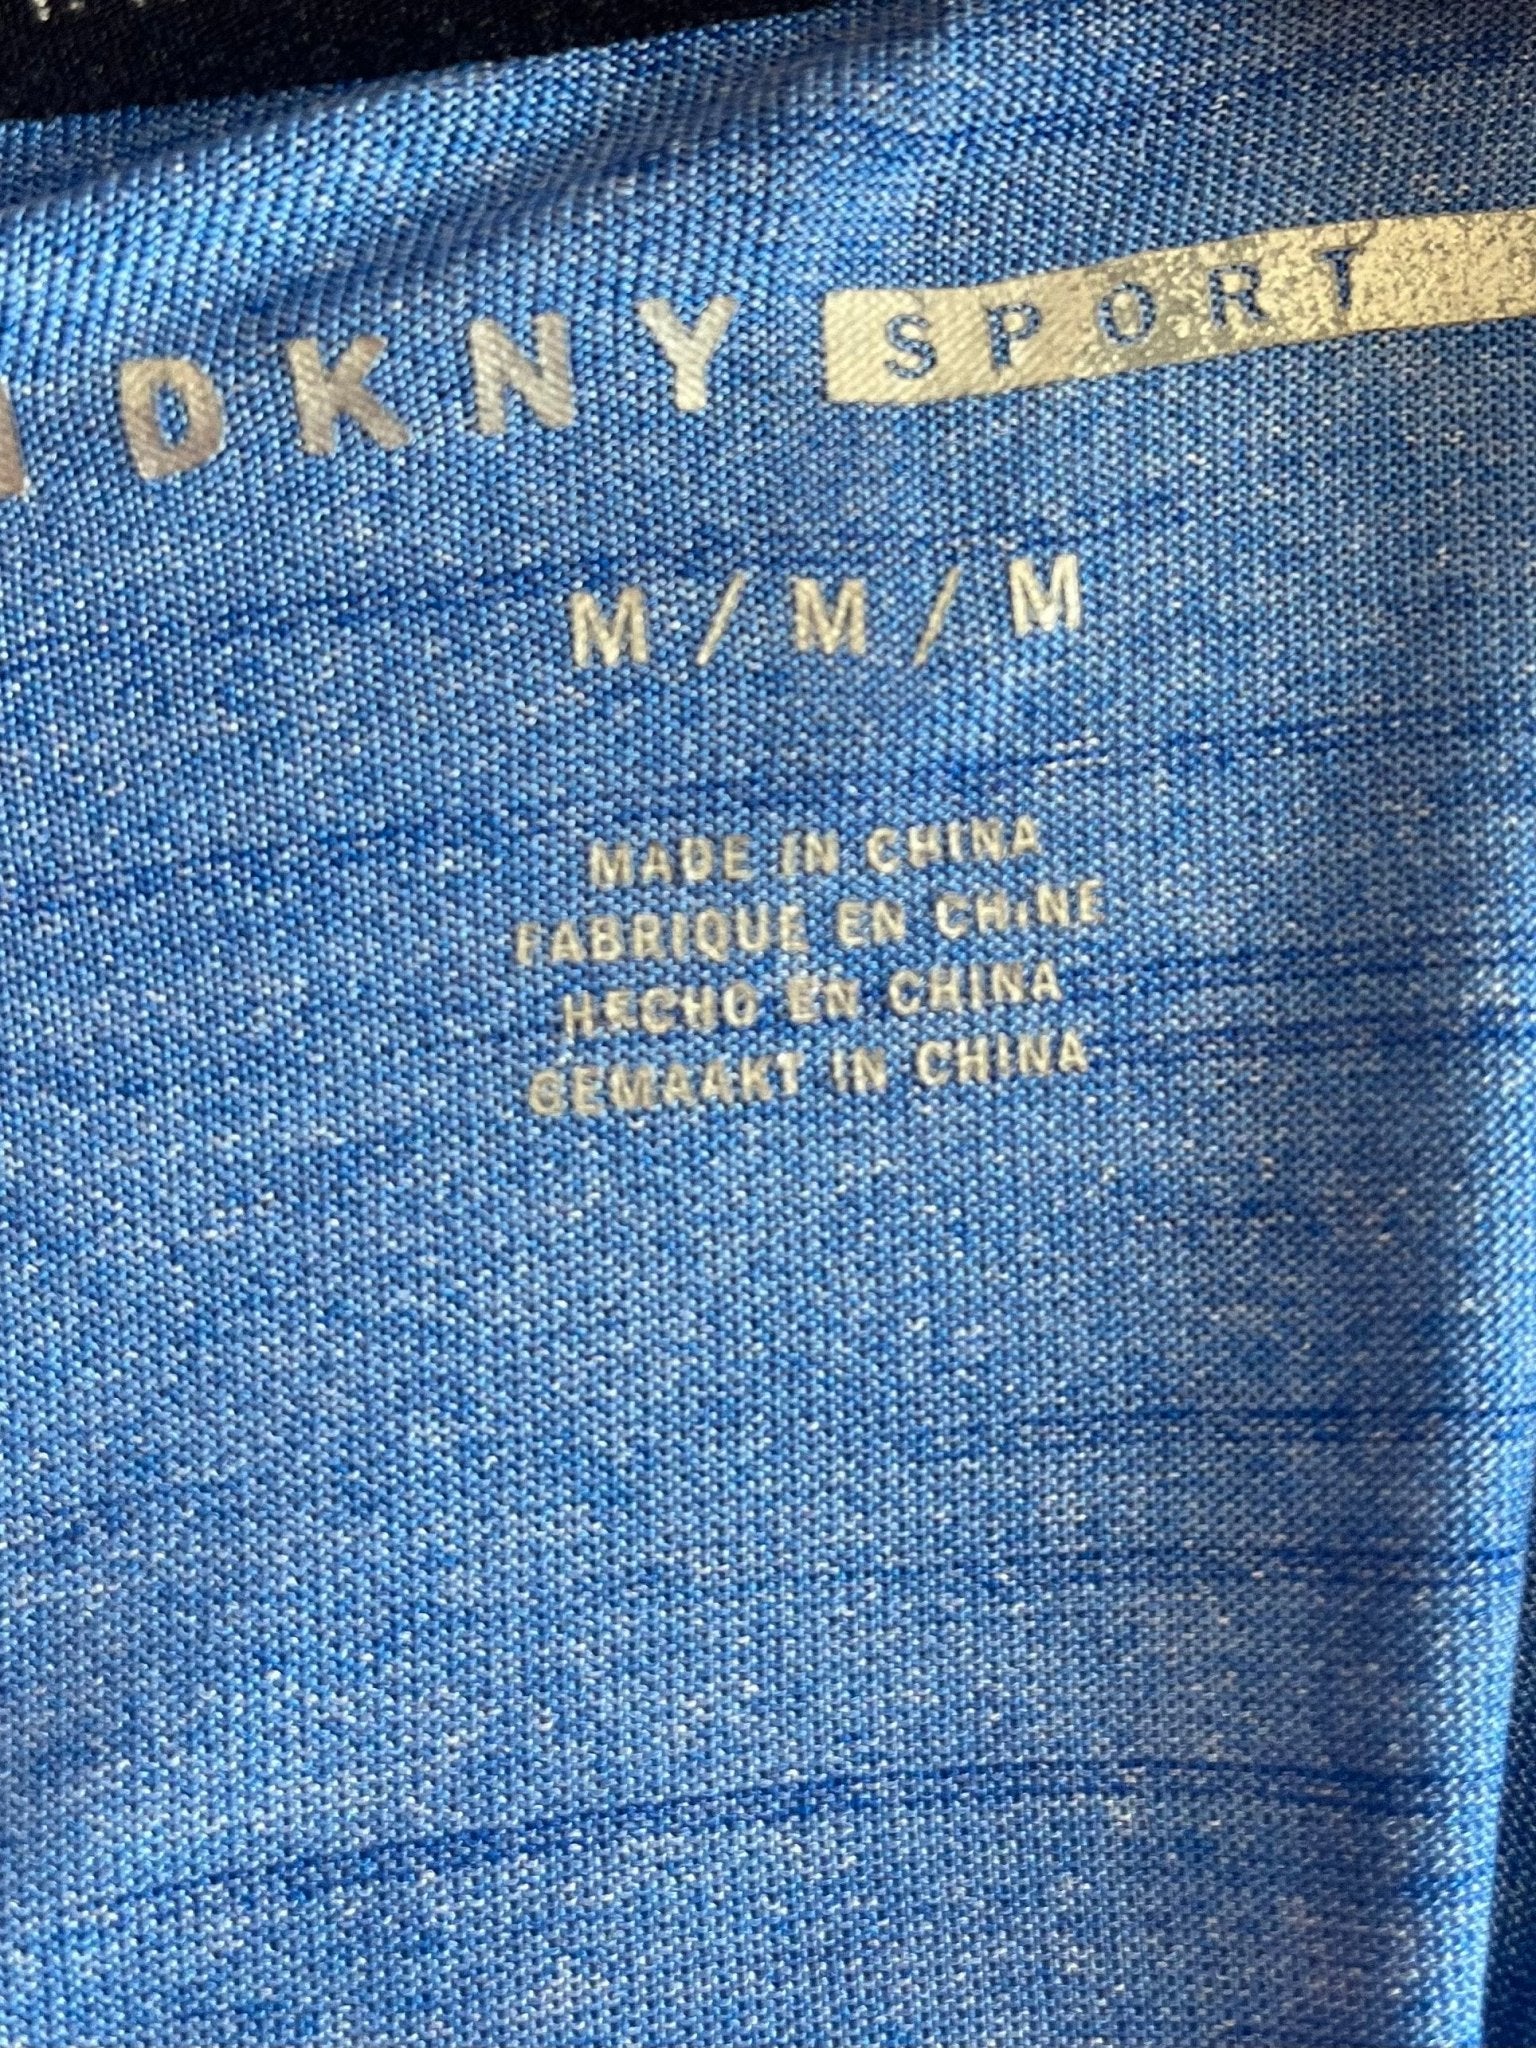 DKNY SPORT
M / M / M
MADE IN CHINA
FABRIQUE EN CHINE
HECHO EN CHINA
GEMAAKT IN CHINA